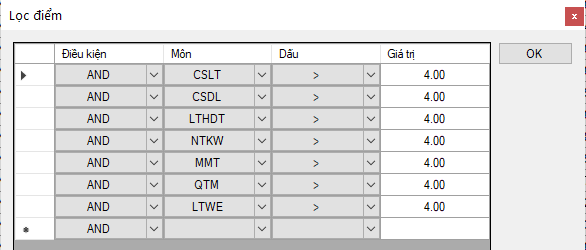 Lọc điểm
x
Điều kiện Môn Dấu Giá trị OK
AND CSLT > 4.00
AND CSDL > 4.00
AND LTHDT > 4.00
AND NTKW > 4.00
AND MMT > 4.00
AND QTM > 4.00
AND LTWE > 4.00
AND